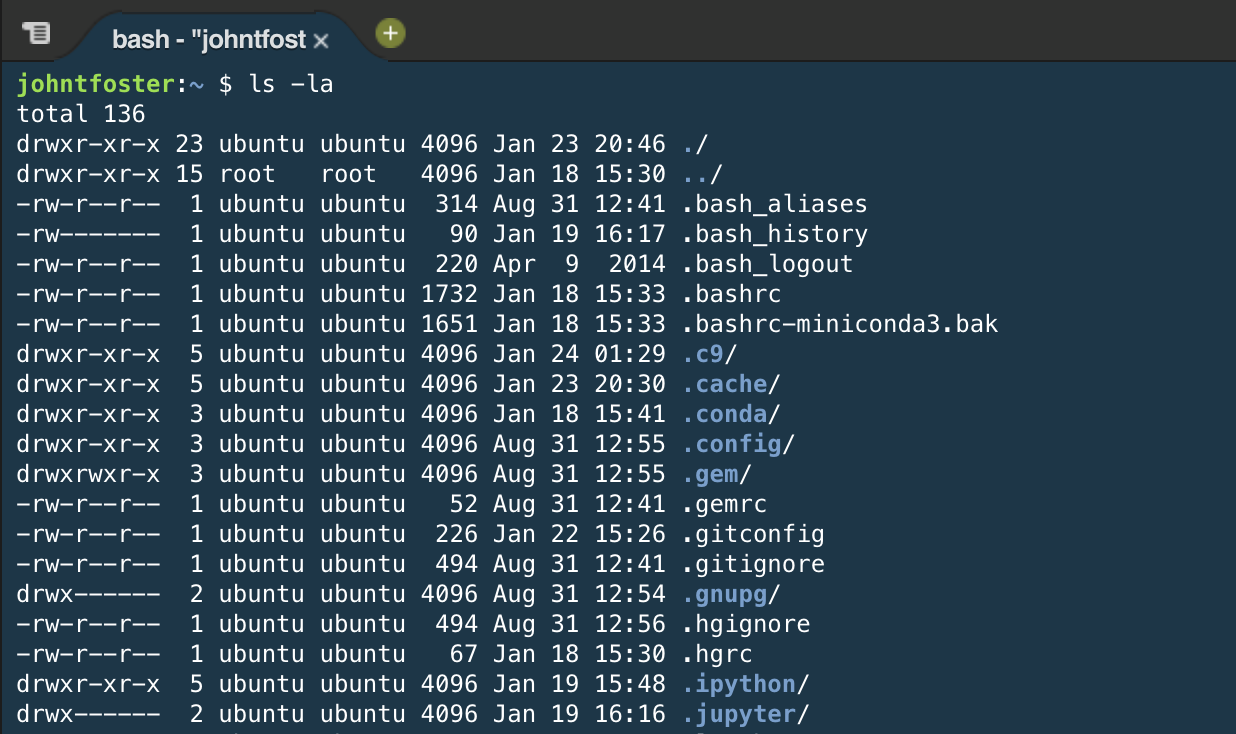 bash - "johntfost
johntfoster:~ $ ls -la
total 136
drwxr-xr-x 23 ubuntu ubuntu 4096 Jan 23 20:46 ./
drwxr-xr-x 15 root   root   4096 Jan 18 15:30 ../
-rw-r--r--  1 ubuntu ubuntu  314 Aug 31 12:41 .bash_aliases
-rw-------  1 ubuntu ubuntu   90 Jan 19 16:17 .bash_history
-rw-r--r--  1 ubuntu ubuntu  220 Apr  9  2014 .bash_logout
-rw-r--r--  1 ubuntu ubuntu 1732 Jan 18 15:33 .bashrc
-rw-r--r--  1 ubuntu ubuntu 1651 Jan 18 15:33 .bashrc-miniconda3.bak
drwxr-xr-x  5 ubuntu ubuntu 4096 Jan 24 01:29 .c9/
drwxr-xr-x  5 ubuntu ubuntu 4096 Jan 23 20:30 .cache/
drwxr-xr-x  3 ubuntu ubuntu 4096 Jan 18 15:41 .conda/
drwxr-xr-x  3 ubuntu ubuntu 4096 Aug 31 12:55 .config/
drwxrwxr-x  3 ubuntu ubuntu 4096 Aug 31 12:55 .gem/
-rw-r--r--  1 ubuntu ubuntu   52 Aug 31 12:41 .gemrc
-rw-r--r--  1 ubuntu ubuntu  226 Jan 22 15:26 .gitconfig
-rw-r--r--  1 ubuntu ubuntu  494 Aug 31 12:41 .gitignore
drwx------  2 ubuntu ubuntu 4096 Aug 31 12:54 .gnupg/
-rw-r--r--  1 ubuntu ubuntu  494 Aug 31 12:56 .hgignore
-rw-r--r--  1 ubuntu ubuntu   67 Jan 18 15:30 .hgrc
drwxr-xr-x  5 ubuntu ubuntu 4096 Jan 19 15:48 .ipython/
drwx------  2 ubuntu ubuntu 4096 Jan 19 16:16 .jupyter/